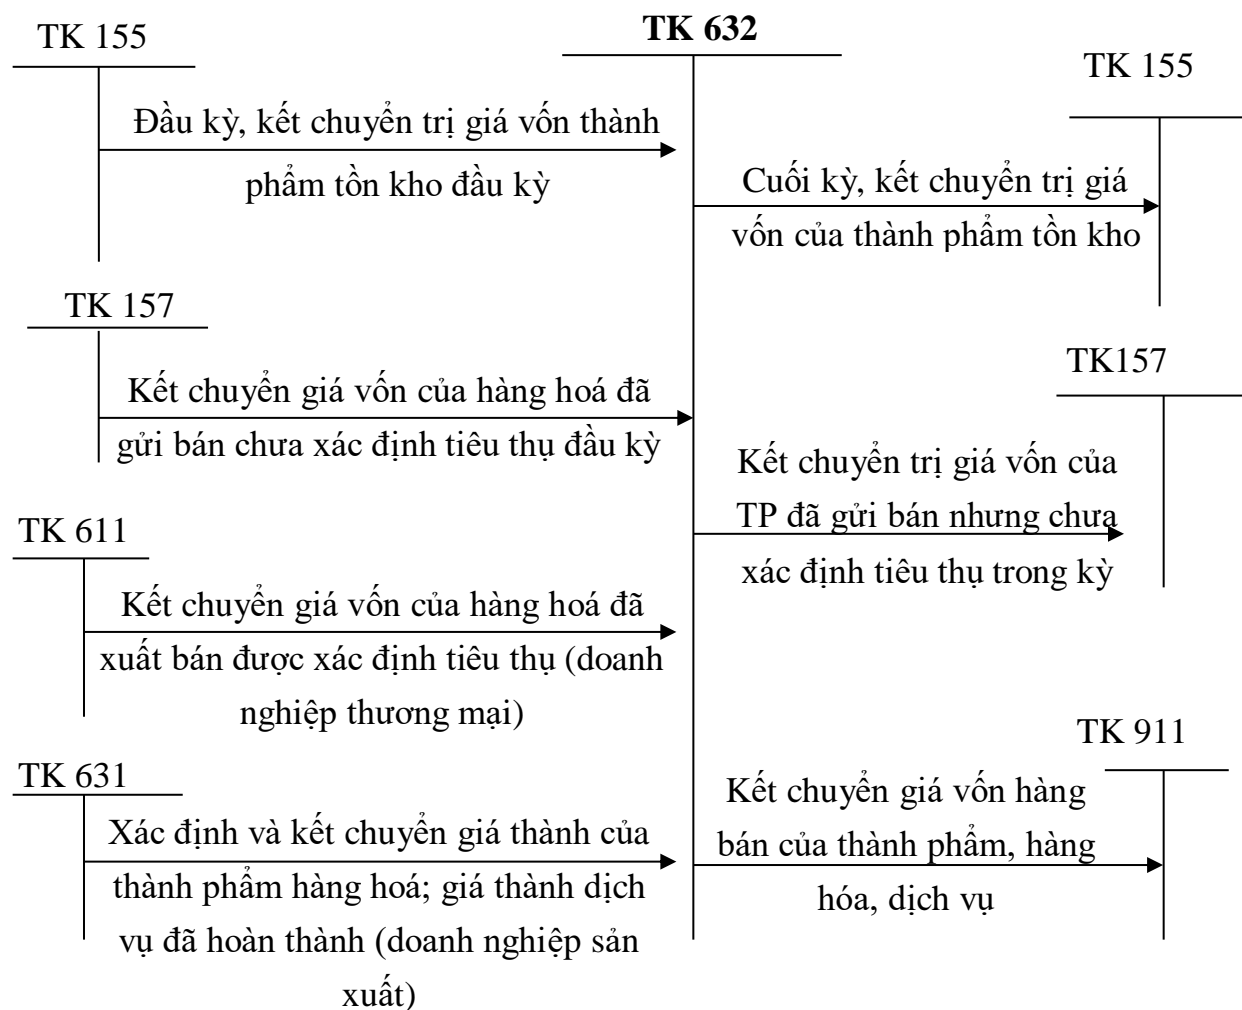 TK 155
TK 632
TK 155
Đầu kỳ, kết chuyển trị giá vốn thành
phẩm tồn kho đầu kỳ
Cuối kỳ, kết chuyển trị giá
vốn của thành phẩm tồn kho
TK 157
TK157
Kết chuyển giá vốn của hàng hoá đã
gửi bán chưa xác định tiêu thụ đầu kỳ
Kết chuyển trị giá vốn của
TP đã gửi bán nhưng chưa
xác định tiêu thụ trong kỳ
TK 611
Kết chuyển giá vốn của hàng hoá đã
xuất bán được xác định tiêu thụ (doanh
nghiệp thương mại)
TK 911
TK 631
Kết chuyển giá vốn hàng
bán của thành phẩm, hàng
hóa, dịch vụ
Xác định và kết chuyển giá thành của
thành phẩm hàng hoá; giá thành dịch
vụ đã hoàn thành (doanh nghiệp sản
xuất)